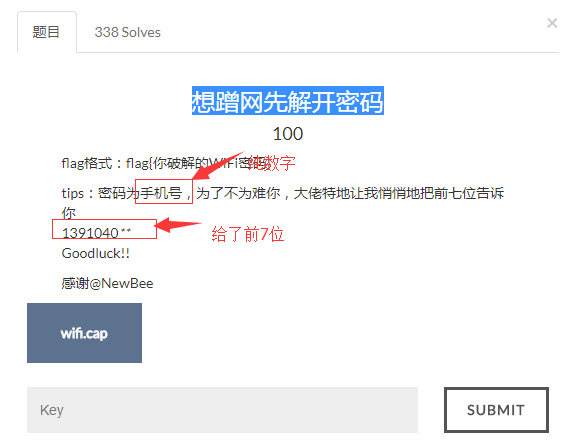 题目
338 Solves
×
想蹭网先解开密码
100
flag格式：flag{你破解的WiFi密码}
纯数字
tips：密码为手机号，为了不为难你，大佬特地让我悄悄地把前七位告诉
你
1391040**
给了前7位
Goodluck!!
感谢@NewBee
wifi.cap
Key
SUBMIT